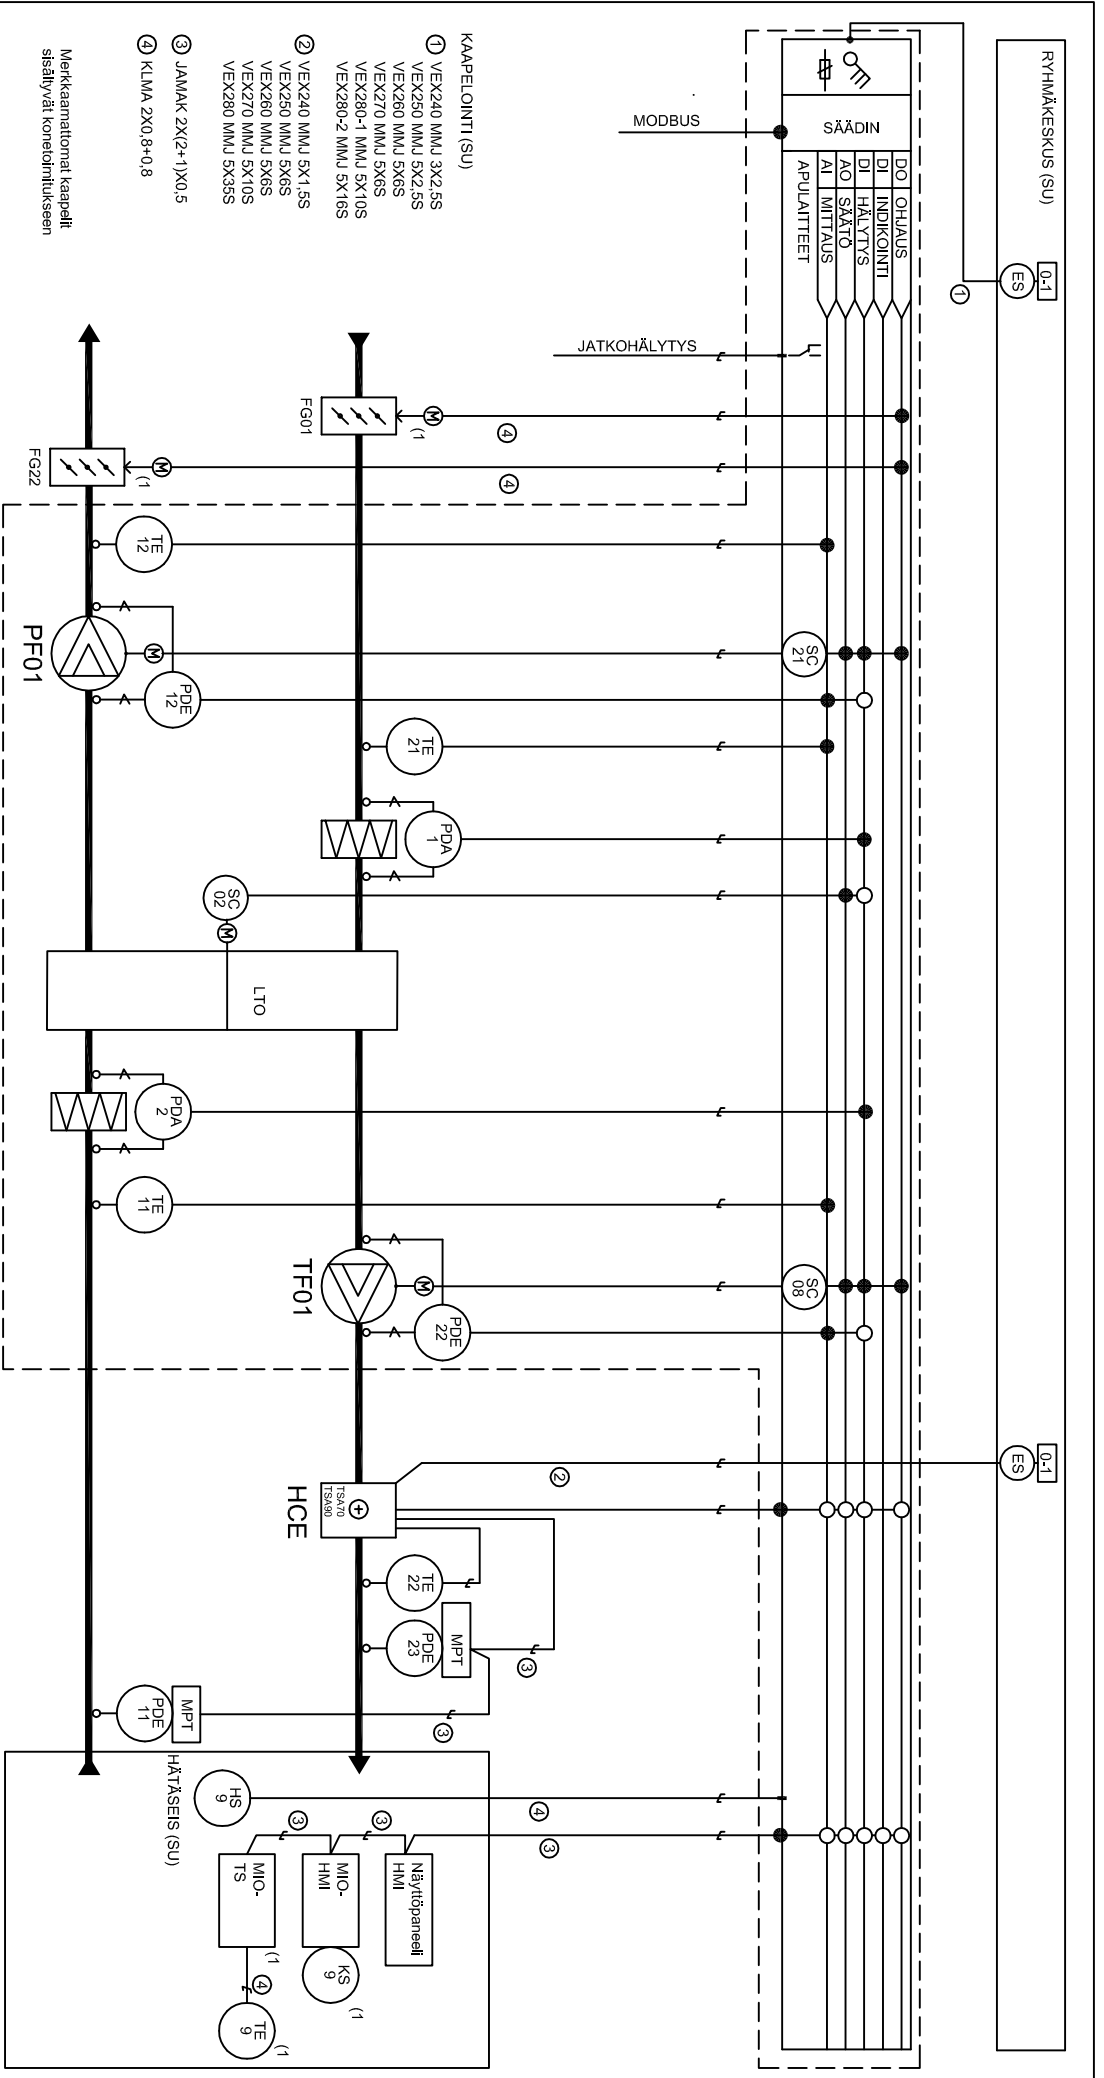 RYHMÄKESKUS (SU)
0-1
ES
0-1
ES
1
SÄÄDIN
DO OHJAUS
DI INDIKOINTI
DI HÄLYTYS
AO SÄÄTÖ
AI MITTAUS
APULAITTEET
MODBUS
JATKOHÄLYTYS
KAAPELOINTI (SU)
1 VEX240 MMJ 3X2,5S
VEX250 MMJ 5X2,5S
VEX260 MMJ 5X6S
VEX270 MMJ 5X6S
VEX280-1 MMJ 5X10S
VEX280-2 MMJ 5X16S
2 VEX240 MMJ 5X1,5S
VEX250 MMJ 5X6S
VEX260 MMJ 5X6S
VEX270 MMJ 5X10S
VEX280 MMJ 5X35S
3 JAMAK 2X(2+1)X0,5
4 KLMA 2X0,8+0,8
Merkkaamattomat kaapelit
sisältyvät konetoimitukseen
FG01
M
(1
4
FG22
M
(1
4
TE
12
PF01
M
SC
21
PDE
12
TE
21
PDA
1
SC
02
M
LTO
PDA
2
TE
11
TF01
M
SC
08
PDE
22
2
HCE
TSA70
TSA90
+
TE
22
PDE
23
MPT
3
PDE
11
MPT
3
HÄTÄSEIS (SU)
HS
9
4
3
Näyttöpaneeli
HMI
3
MIO-
HMI
KS
9
(1
3
MIO-
TS
(1
4
TE
9
(1